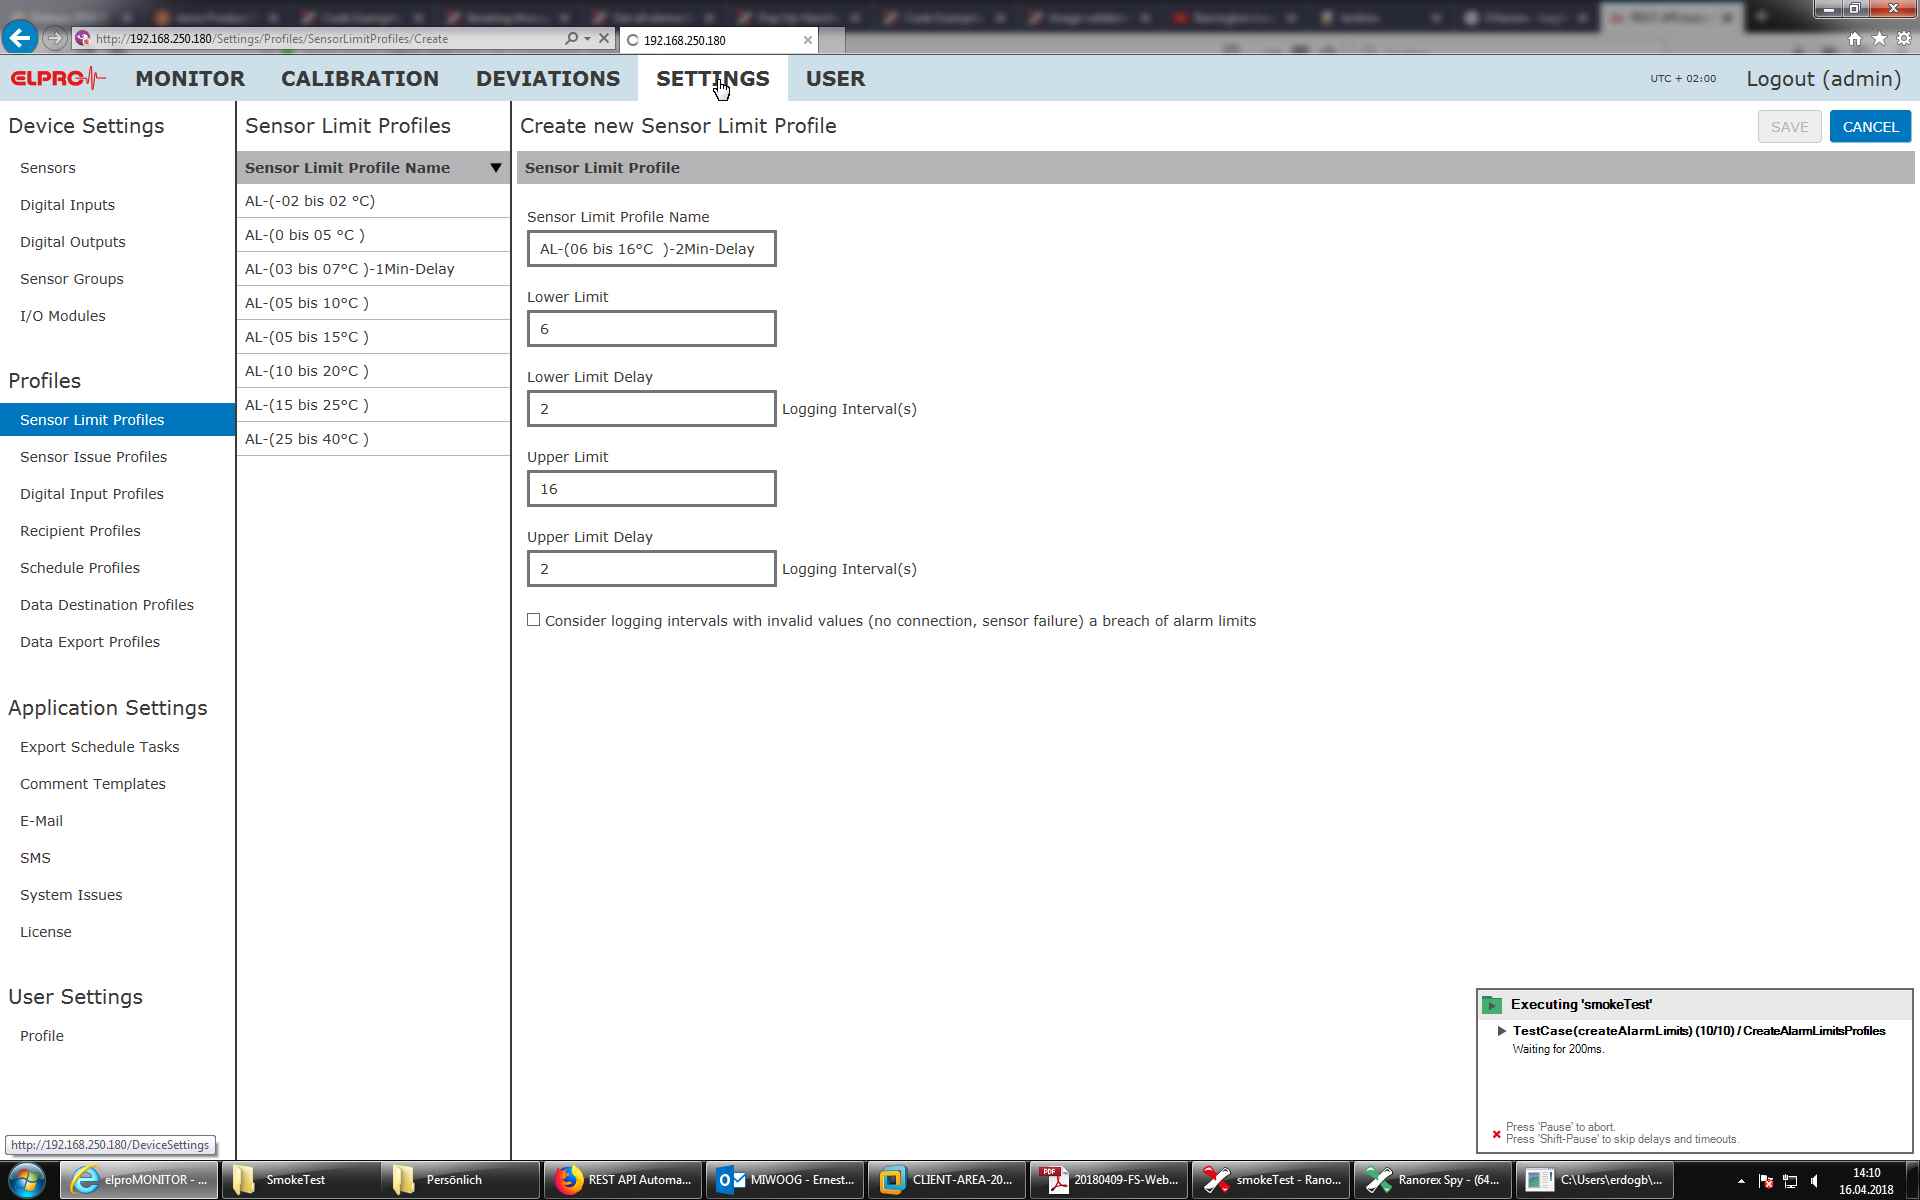 http://192.168.250.180/Settings/Profiles/SensorLimitProfiles/Create
192.168.250.180
ELPRO
MONITOR
CALIBRATION
DEVIATIONS
SETTINGS
USER
UTC + 02:00
Logout (admin)
Device Settings
Sensors
Digital Inputs
Digital Outputs
Sensor Groups
I/O Modules
Profiles
Sensor Limit Profiles
Sensor Issue Profiles
Digital Input Profiles
Recipient Profiles
Schedule Profiles
Data Destination Profiles
Data Export Profiles
Application Settings
Export Schedule Tasks
Comment Templates
E-Mail
SMS
System Issues
License
User Settings
Profile
http://192.168.250.180/DeviceSettings
Sensor Limit Profiles
Sensor Limit Profile Name
AL-(-02 bis 02 °C)
AL-(0 bis 05 °C )
AL-(03 bis 07°C )-1Min-Delay
AL-(05 bis 10°C )
AL-(05 bis 15°C )
AL-(10 bis 20°C )
AL-(15 bis 25°C )
AL-(25 bis 40°C )
Create new Sensor Limit Profile
SAVE
CANCEL
Sensor Limit Profile
Sensor Limit Profile Name
AL-(06 bis 16°C  )-2Min-Delay
Lower Limit
6
Lower Limit Delay
2 Logging Interval(s)
Upper Limit
16
Upper Limit Delay
2 Logging Interval(s)
Consider logging intervals with invalid values (no connection, sensor failure) a breach of alarm limits
Executing 'smokeTest'
TestCase(createAlarmLimits) (10/10) / CreateAlarmLimitsProfiles
Waiting for 200ms.
Press 'Pause' to abort.
Press 'Shift-Pause' to skip delays and timeouts.
elproMONITOR - ...
SmokeTest
Persönlich
REST API Automa...
MIWOOG - Ernest...
CLIENT-AREA-20...
20180409-FS-Web...
smokeTest - Rano...
Ranorex Spy - (64...
C:\Users\erdogb\...
14:10
16.04.2018